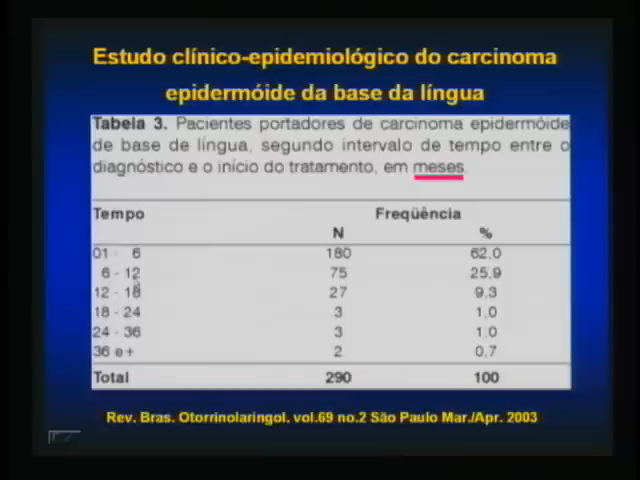 Estudo clínico-epidemiológico do carcinoma
epidermóide da base da língua
Tabela 3. Pacientes portadores de carcinoma epidermóide
de base de língua, segundo intervalo de tempo entre o
diagnóstico e o início do tratamento, em meses.
Tempo Freqüência
N %
01 - 6 180 62,0
6 - 12 75 25,9
12 - 18 27 9,3
18 - 24 3 1,0
24 - 36 3 1,0
36 e+ 2 0,7
Total 290 100
Rev. Bras. Otorrinolaringol. vol.69 no.2 São Paulo Mar./Apr. 2003